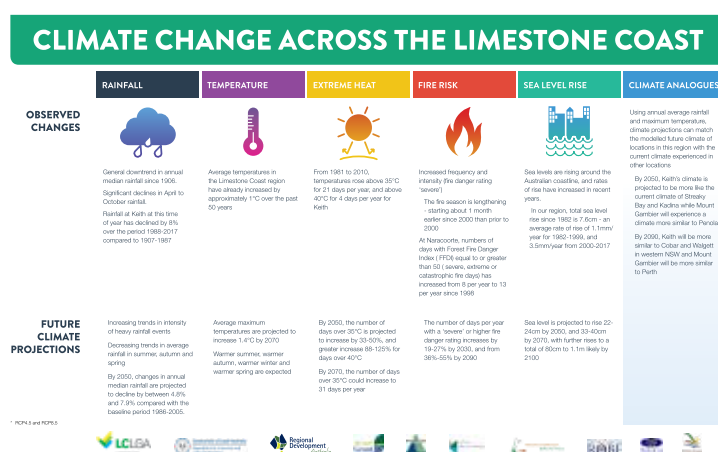 CLIMATE CHANGE ACROSS THE LIMESTONE COAST
RAINFALL
TEMPERATURE
EXTREME HEAT
FIRE RISK
SEA LEVEL RISE
CLIMATE ANALOGUES
OBSERVED
CHANGES
General downtrend in annual
median rainfall since 1906.
Significant declines in April to
October rainfall.
Rainfall at Keith at this time
of year has declined by 8%
over the period 1988-2017
compared to 1907-1987
Average temperatures in
the Limestone Coast region
have already increased by
approximately 1°C over the past
50 years
From 1981 to 2010,
temperatures rose above 35°C
for 21 days per year, and above
40°C for 4 days per year for
Keith
Increased frequency and
intensity (fire danger rating
'severe')
The fire season is lengthening
- starting about 1 month
earlier since 2000 than prior to
2000
At Naracoorte, numbers of
days with Forest Fire Danger
Index ( FFDI) equal to or greater
than 50 ( severe, extreme or
catastrophic fire days) has
increased from 8 per year to 13
per year since 1998
Sea levels are rising around the
Australian coastline, and rates
of rise have increased in recent
years.
In our region, total sea level
rise since 1982 is 7.6cm - an
average rate of rise of 1.1mm/
year for 1982-1999, and
3.5mm/year from 2000-2017
Using annual average rainfall
and maximum temperature,
climate projections can match
the modelled future climate of
locations in this region with the
current climate experienced in
other locations
By 2050, Keith's climate is
projected to be more like the
current climate of Streaky
Bay and Kadina while Mount
Gambier will experience a
climate more similar to Penola
By 2090, Keith will be more
similar to Cobar and Walgett
in western NSW and Mount
Gambier will be more similar
to Perth
FUTURE
CLIMATE
PROJECTIONS
Increasing trends in intensity
of heavy rainfall events
Decreasing trends in average
rainfall in summer, autumn and
spring
By 2050, changes in annual
median rainfall are projected
to decline by between 4.8%
and 7.9% compared with the
baseline period 1986-2005.
Average maximum
temperatures are projected to
increase 1.4°C by 2070
Warmer summer, warmer
autumn, warmer winter and
warmer spring are expected
By 2050, the number of
days over 35°C is projected
to increase by 33-50%, and
greater increase 88-125% for
days over 40°C
By 2070, the number of days
over 35°C could increase to
31 days per year
The number of days per year
with a 'severe' or higher fire
danger rating increases by
19-27% by 2030, and from
36%-55% by 2090
Sea level is projected to rise 22-
24cm by 2050, and 33-40cm
by 2070, with further rises to a
total of 80cm to 1.1m likely by
2100
* RCP4.5 and RCP8.5
LCLGA
Regional
Development